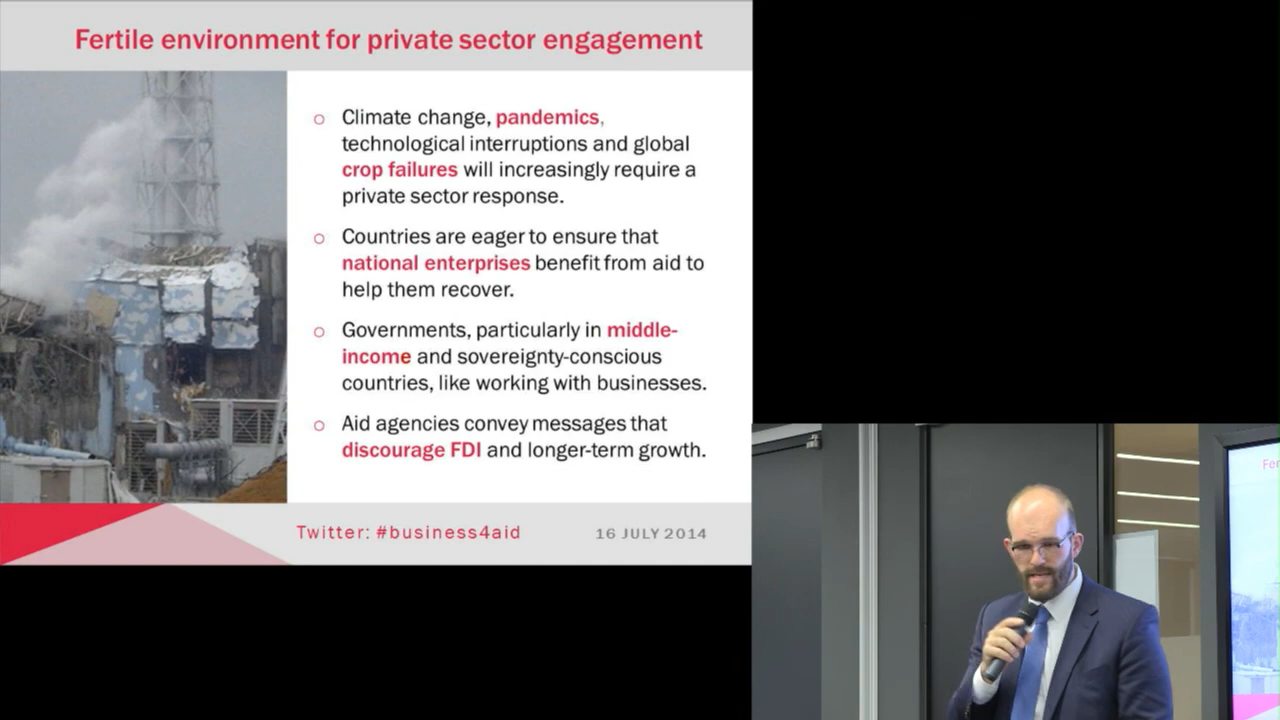 Fertile environment for private sector engagement
○ Climate change, pandemics,
technological interruptions and global
crop failures will increasingly require a
private sector response.
○ Countries are eager to ensure that
national enterprises benefit from aid to
help them recover.
○ Governments, particularly in middle-
income and sovereignty-conscious
countries, like working with businesses.
○ Aid agencies convey messages that
discourage FDI and longer-term growth.
Twitter: #business4aid
16 JULY 2014
Fer